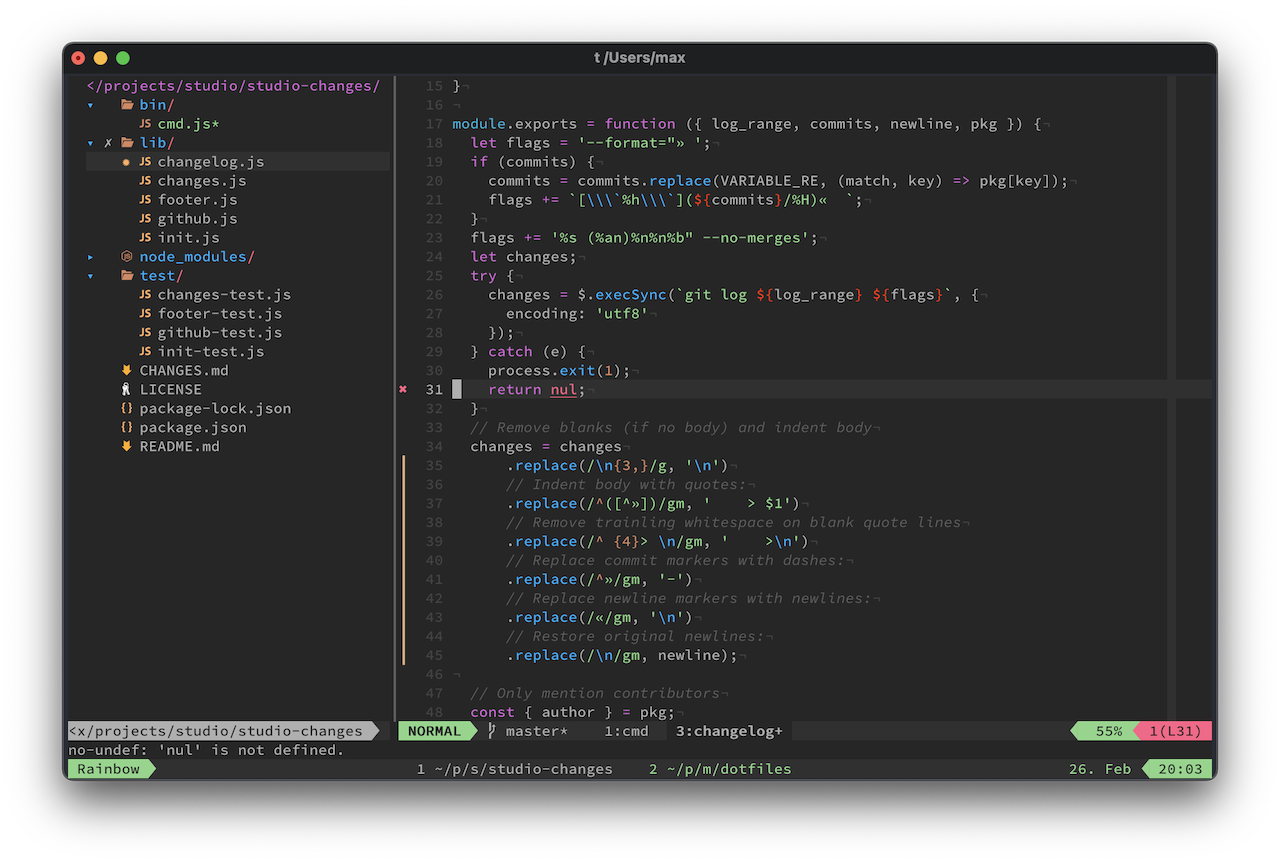 t /Users/max
</projects/studio/studio-changes/
▾ bin/
JS cmd.js*
▾ ✗ lib/
● JS changelog.js
JS changes.js
JS footer.js
JS github.js
JS init.js
▸ node_modules/
▾ test/
JS changes-test.js
JS footer-test.js
JS github-test.js
JS init-test.js
CHANGES.md
LICENSE
{} package-lock.json
{} package.json
README.md
15 }¬
16 ¬
17 module.exports = function ({ log_range, commits, newline, pkg }) {¬
18   let flags = '--format="» ';¬
19   if (commits) {¬
20     commits = commits.replace(VARIABLE_RE, (match, key) => pkg[key]);¬
21     flags += `[\\\`%h\\\`](${commits}/%H)«  `;¬
22   }¬
23   flags += '%s (%an)%n%n%b" --no-merges';¬
24   let changes;¬
25   try {¬
26     changes = $.execSync(`git log ${log_range} ${flags}`, {¬
27       encoding: 'utf8'¬
28     });¬
29   } catch (e) {¬
30     process.exit(1);¬
✖ 31     return nul;¬
32   }¬
33   // Remove blanks (if no body) and indent body¬
34   changes = changes¬
35       .replace(/\n{3,}/g, '\n')¬
36       // Indent body with quotes:¬
37       .replace(/^([^»])/gm, '    > $1')¬
38       // Remove trainling whitespace on blank quote lines¬
39       .replace(/^ {4}> \n/gm, '    >\n')¬
40       // Replace commit markers with dashes:¬
41       .replace(/^»/gm, '-')¬
42       // Replace newline markers with newlines:¬
43       .replace(/«/gm, '\n')¬
44       // Restore original newlines:¬
45       .replace(/\n/gm, newline);¬
46 ¬
47   // Only mention contributors¬
48   const { author } = pkg;¬
<x/projects/studio/studio-changes
NORMAL master* 1:cmd 3:changelog+ 55% 1(L31)
no-undef: 'nul' is not defined.
Rainbow 1 ~/p/s/studio-changes 2 ~/p/m/dotfiles 26. Feb 20:03